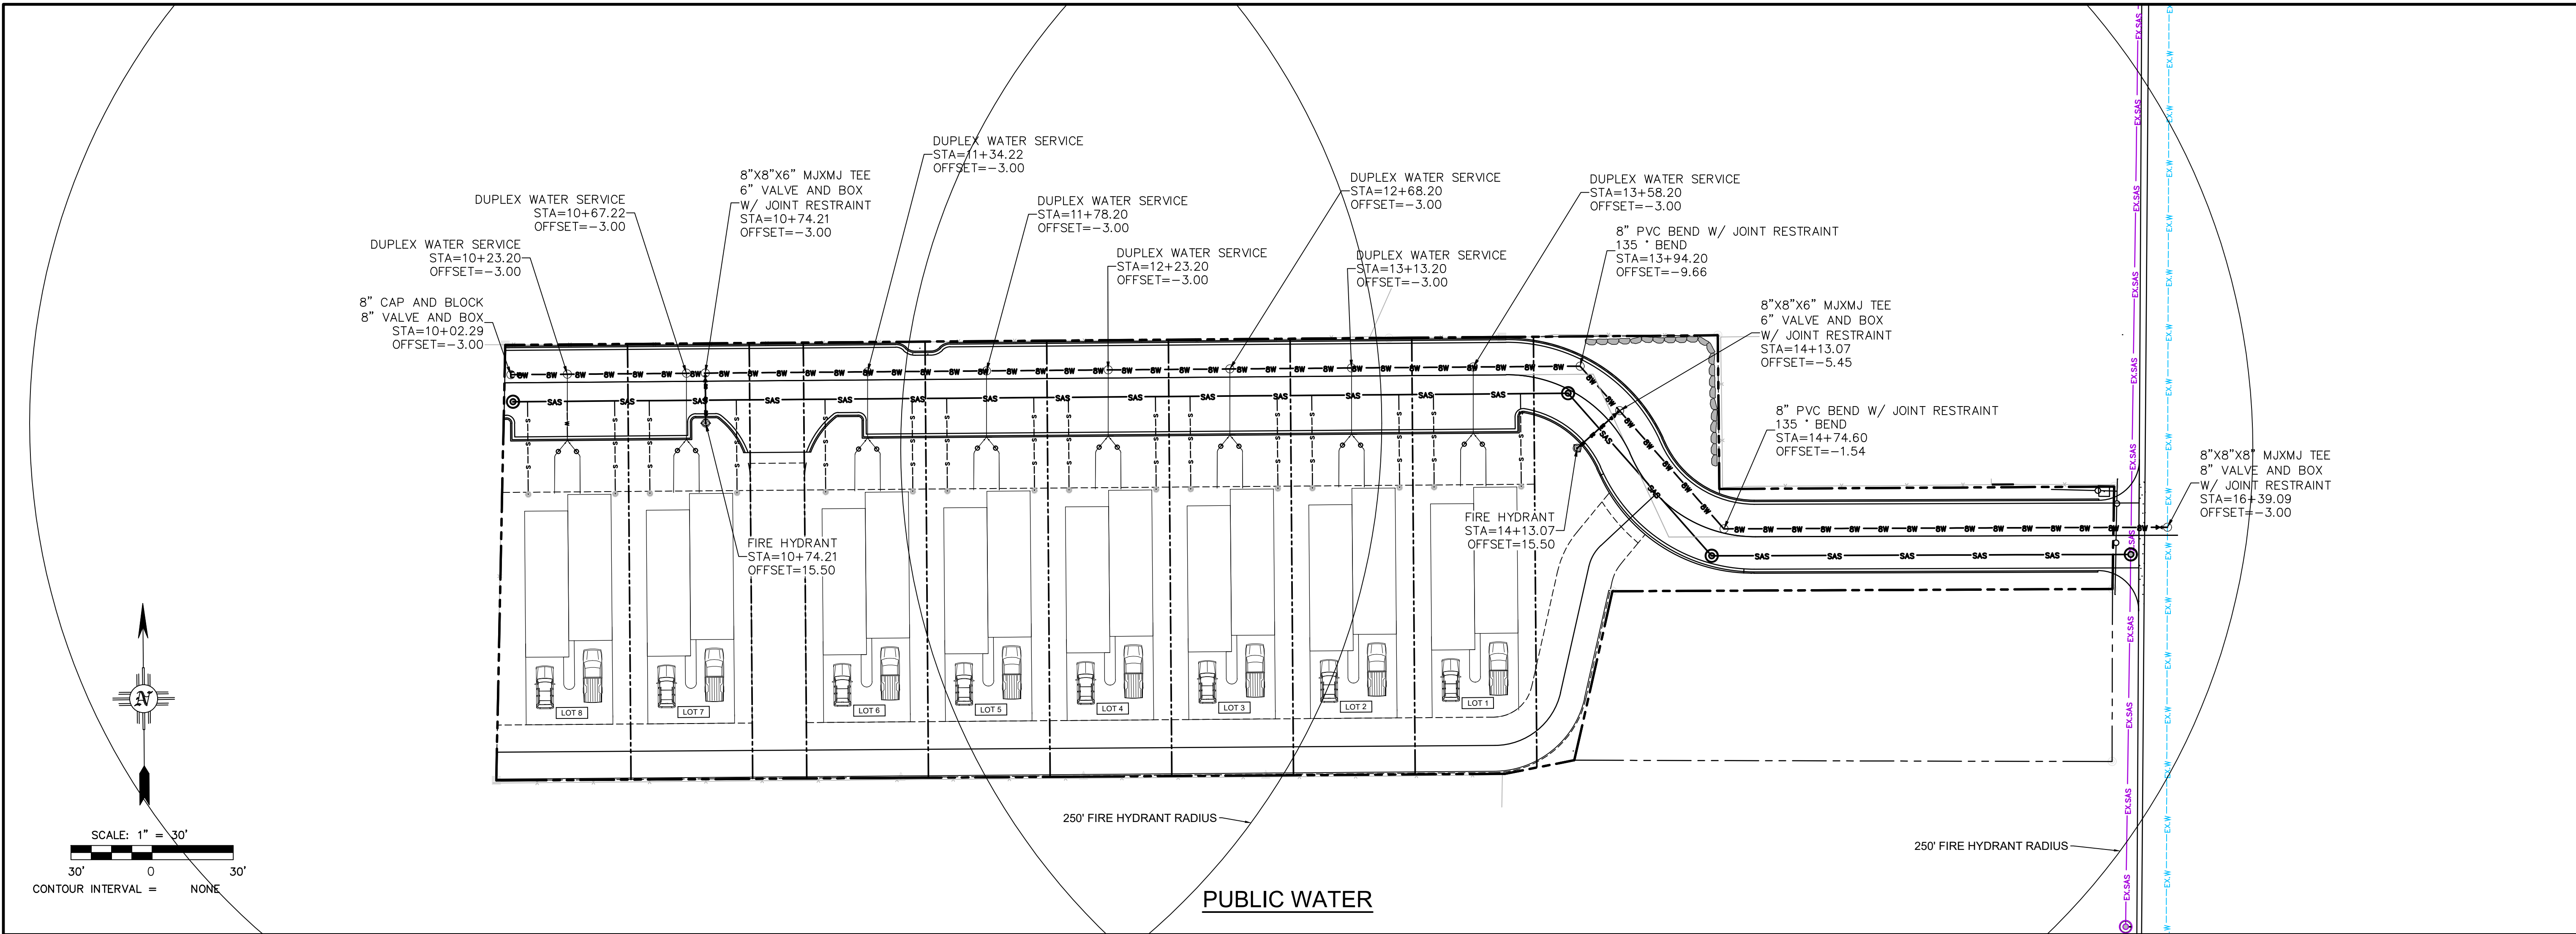 DUPLEX WATER SERVICE
STA=11+34.22
OFFSET=-3.00
8"X8"X6" MJXMJ TEE
6" VALVE AND BOX
W/ JOINT RESTRAINT
STA=10+74.21
OFFSET=-3.00
DUPLEX WATER SERVICE
STA=12+68.20
OFFSET=-3.00
DUPLEX WATER SERVICE
STA=13+58.20
OFFSET=-3.00
DUPLEX WATER SERVICE
STA=10+67.22
OFFSET=-3.00
DUPLEX WATER SERVICE
STA=11+78.20
OFFSET=-3.00
8" PVC BEND W/ JOINT RESTRAINT
135 ° BEND
STA=13+94.20
OFFSET=-9.66
DUPLEX WATER SERVICE
STA=10+23.20
OFFSET=-3.00
DUPLEX WATER SERVICE
STA=12+23.20
OFFSET=-3.00
DUPLEX WATER SERVICE
STA=13+13.20
OFFSET=-3.00
8" CAP AND BLOCK
8" VALVE AND BOX
STA=10+02.29
OFFSET=-3.00
8"X8"X6" MJXMJ TEE
6" VALVE AND BOX
W/ JOINT RESTRAINT
STA=14+13.07
OFFSET=-5.45
8" PVC BEND W/ JOINT RESTRAINT
135 ° BEND
STA=14+74.60
OFFSET=-1.54
8"X8"X8" MJXMJ TEE
8" VALVE AND BOX
W/ JOINT RESTRAINT
STA=16+39.09
OFFSET=-3.00
FIRE HYDRANT
STA=14+13.07
OFFSET=15.50
FIRE HYDRANT
STA=10+74.21
OFFSET=15.50
LOT 8
LOT 7
LOT 6
LOT 5
LOT 4
LOT 3
LOT 2
LOT 1
N
250' FIRE HYDRANT RADIUS
250' FIRE HYDRANT RADIUS
SCALE: 1" = 30'
30' 0 30'
CONTOUR INTERVAL = NONE
PUBLIC WATER
8W
SAS
S
EX.SAS
EX.W